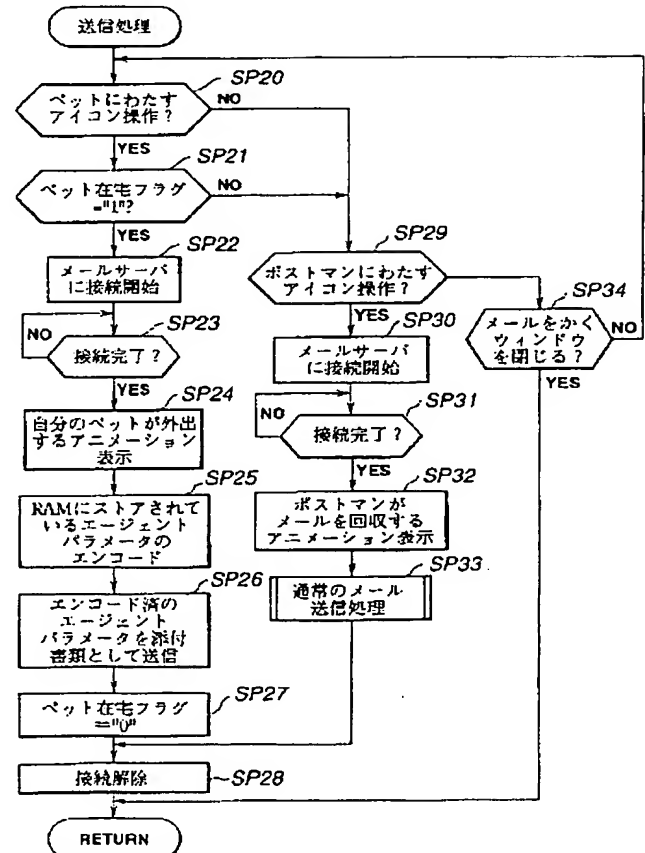 送信処理
SP20
ペットにわたす
アイコン操作?
NO
YES
SP21
ペット在宅フラグ
="1"?
NO
YES
SP22
メールサーバ
に接続開始
SP23
NO
接続完了?
YES
SP24
自分のペットが外出
するアニメーション
表示
SP25
RAMにストアされて
いるエージェント
パラメータの
エンコード
SP26
エンコード済の
エージェント
パラメータを添付
書類として送信
SP27
ペット在宅フラグ
="0"
接続解除
SP28
RETURN
SP29
ポストマンにわたす
アイコン操作?
YES
SP30
メールサーバ
に接続開始
SP31
NO
接続完了?
YES
SP32
ポストマンが
メールを回収する
アニメーション表示
SP33
通常のメール
送信処理
SP34
メールをかく
ウィンドウ
を閉じる?
NO
YES